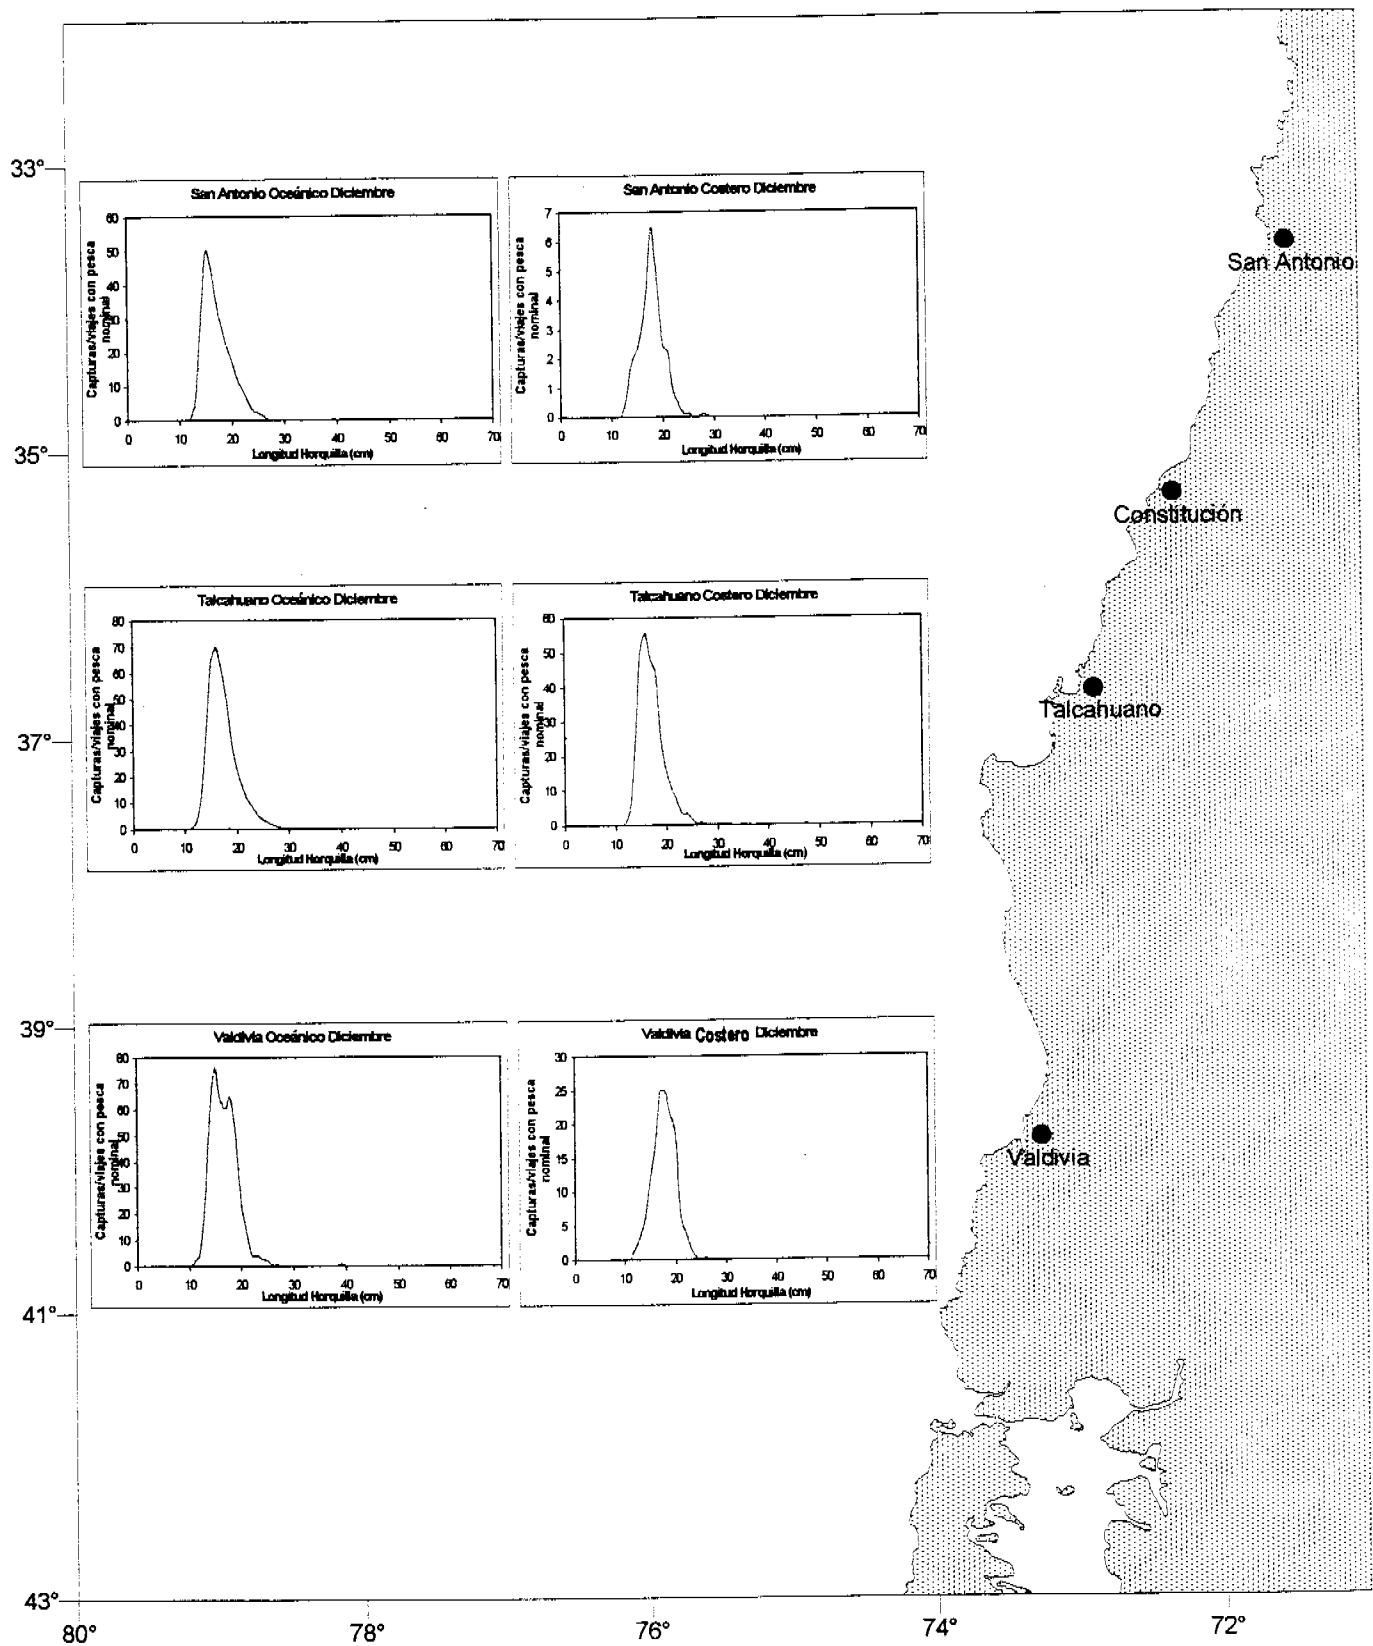 33°
35°
37°
39°
41°
43°
80°
78°
76°
74°
72°
San Antonio
Constitución
Talcahuano
Valdivia
San Antonio Oceánico Diciembre
Capturas/viajes con pesca
nominal
60
50
40
30
20
10
0
0 10 20 30 40 50 60 70
Longitud Horquilla (cm)
San Antonio Costero Diciembre
Capturas/viajes con pesca
nominal
7
6
5
4
3
2
1
0
0 10 20 30 40 50 60 70
Longitud Horquilla (cm)
Talcahuano Oceánico Diciembre
Capturas/viajes con pesca
nominal
80
70
60
50
40
30
20
10
0
0 10 20 30 40 50 60 70
Longitud Horquilla (cm)
Talcahuano Costero Diciembre
Capturas/viajes con pesca
nominal
60
50
40
30
20
10
0
0 10 20 30 40 50 60 70
Longitud Horquilla (cm)
Valdivia Oceánico Diciembre
Capturas/viajes con pesca
nominal
80
70
60
50
40
30
20
10
0
0 10 20 30 40 50 60 70
Longitud Horquilla (cm)
Valdivia Costero Diciembre
Capturas/viajes con pesca
nominal
30
25
20
15
10
5
0
0 10 20 30 40 50 60 70
Longitud Horquilla (cm)